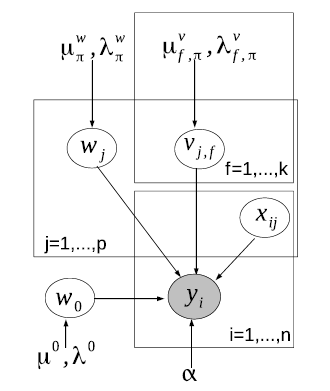 μ_π^w, λ_π^w
μ_{f,π}^v, λ_{f,π}^v
w_j
v_{j,f}
f=1,...,k
x_{ij}
j=1,...,p
w_0
y_i
i=1,...,n
μ^0, λ^0
α